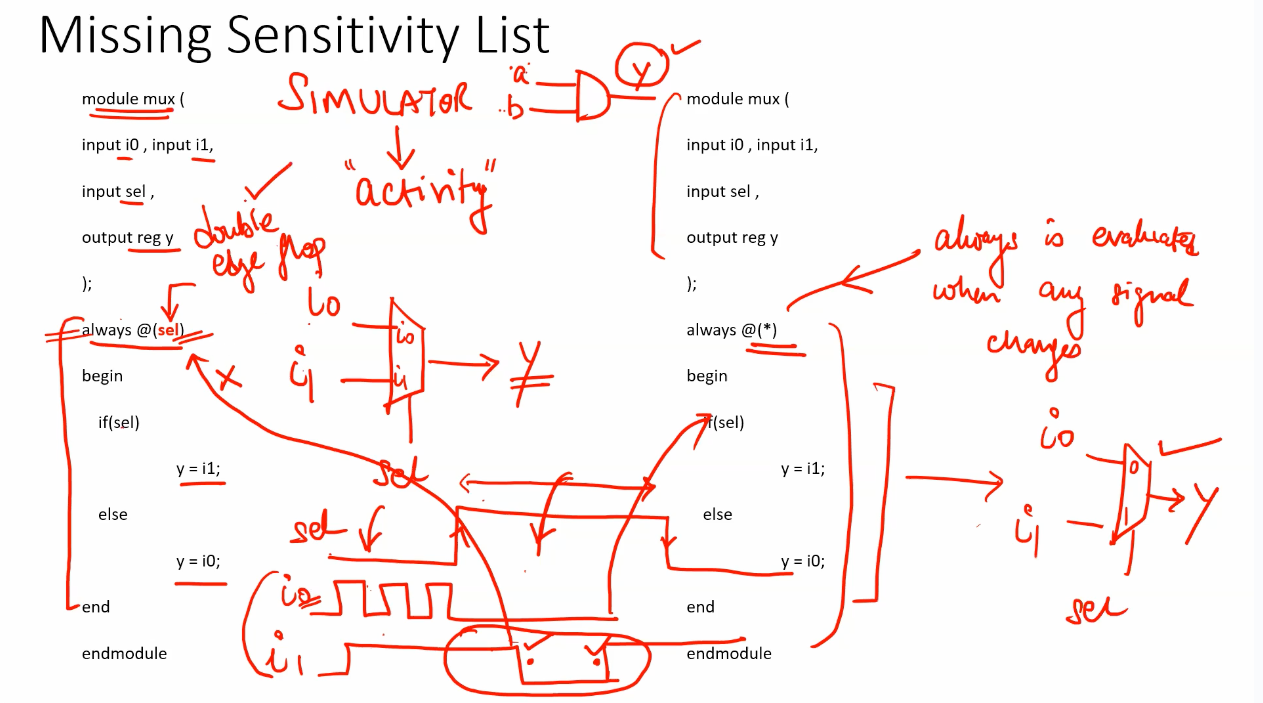 Missing Sensitivity List
SIMULATOR
"activity"
a
b
y
module mux (
input i0 , input i1,
input sel ,
output reg y
);
always @(sel)
begin
if(sel)
y = i1;
else
y = i0;
end
endmodule
double
edge flop
i0
i1
i0
i1
y
sel
sel
i0
i1
module mux (
input i0 , input i1,
input sel ,
output reg y
);
always @(*)
begin
if(sel)
y = i1;
else
y = i0;
end
endmodule
always is evaluated
when any signal
changes
i0
i1
0
1
y
sel